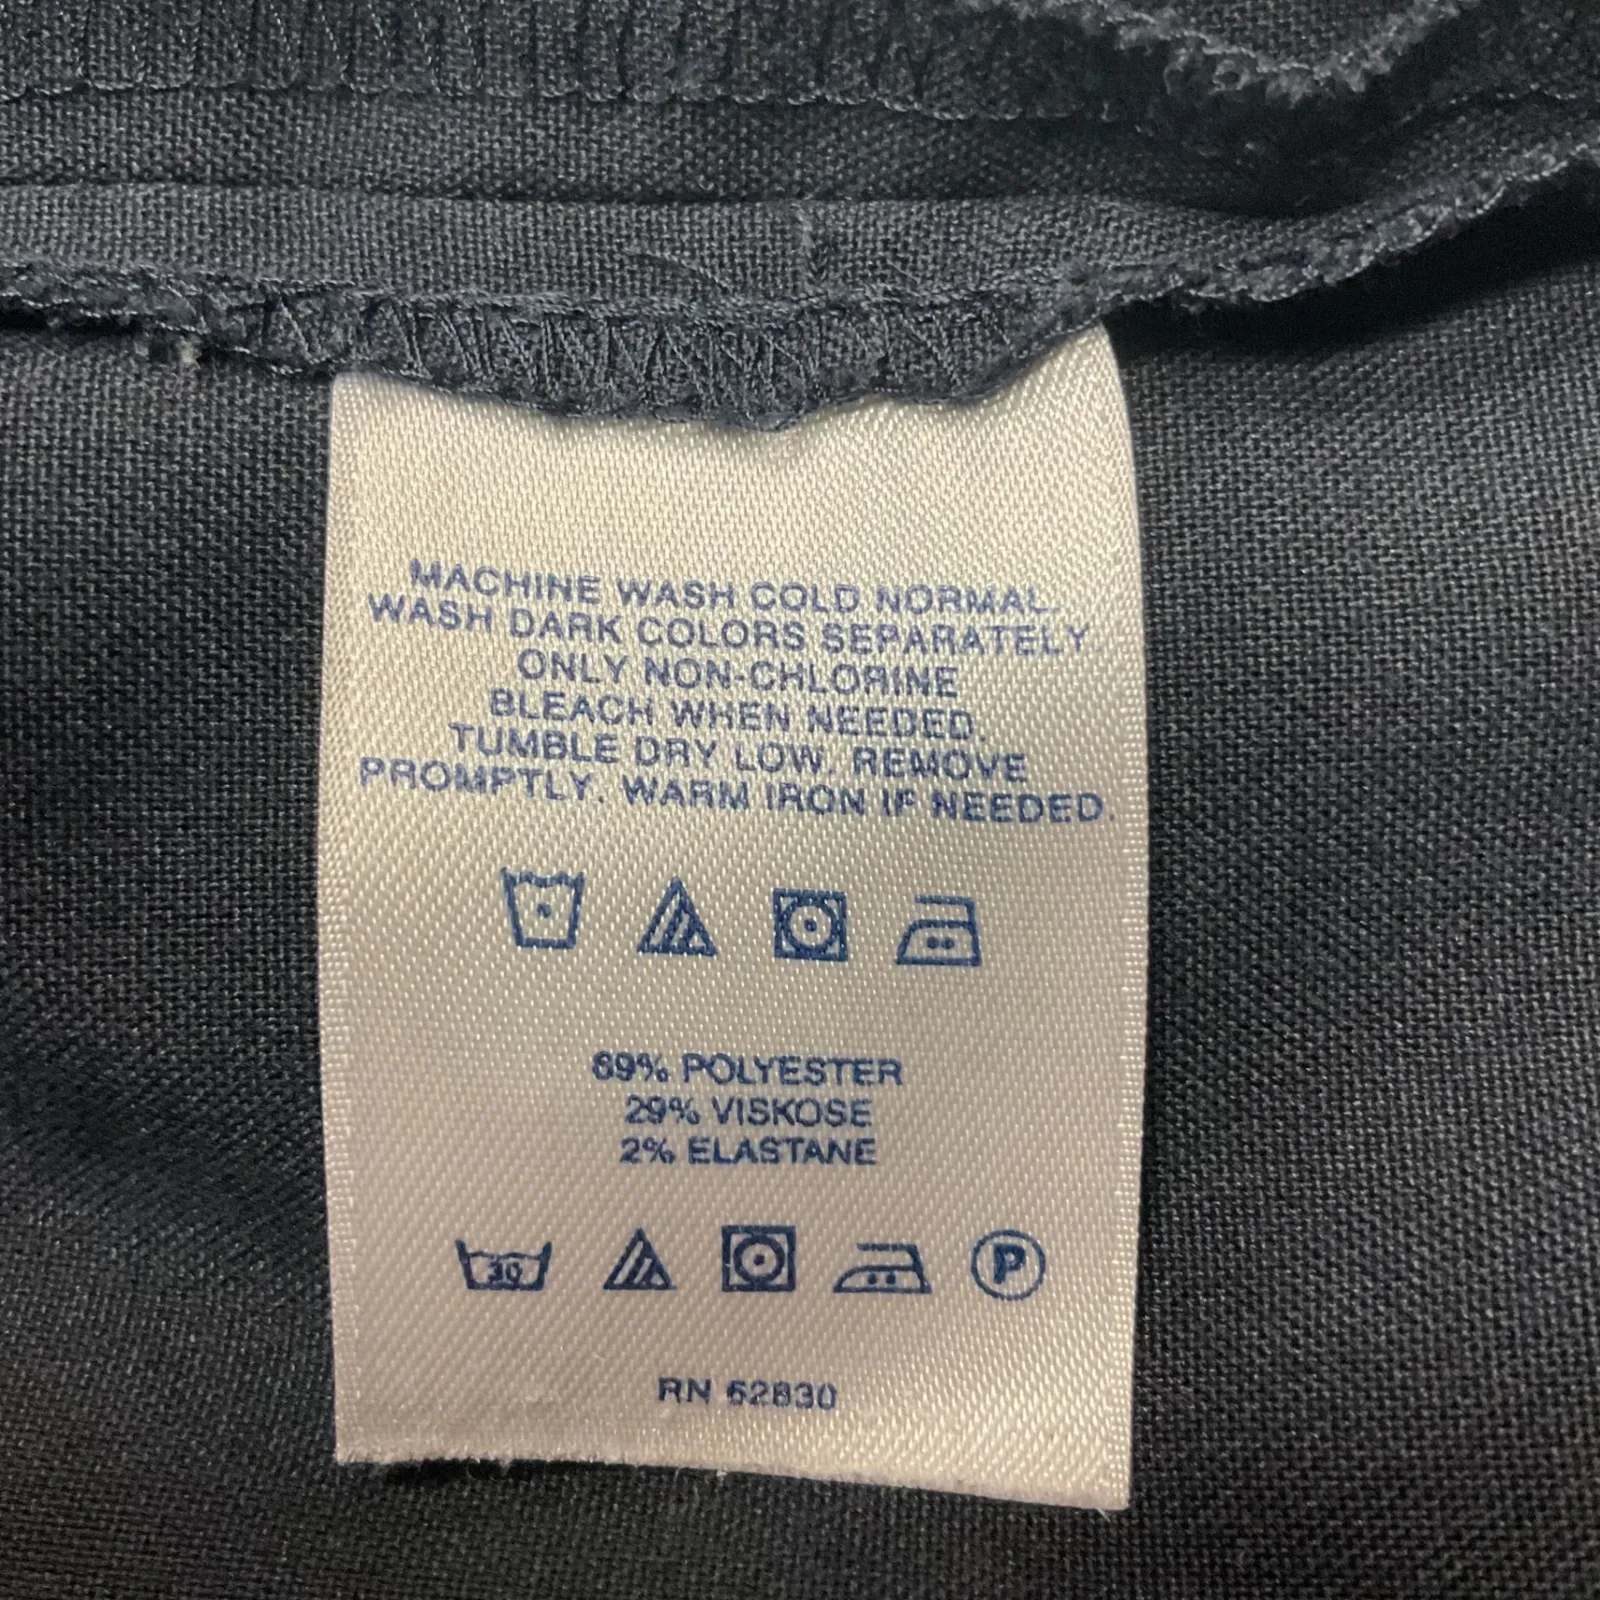 MACHINE WASH COLD NORMAL.
WASH DARK COLORS SEPARATELY.
ONLY NON-CHLORINE
BLEACH WHEN NEEDED.
TUMBLE DRY LOW. REMOVE
PROMPTLY. WARM IRON IF NEEDED.
69% POLYESTER
29% VISKOSE
2% ELASTANE
30
P
RN 62830